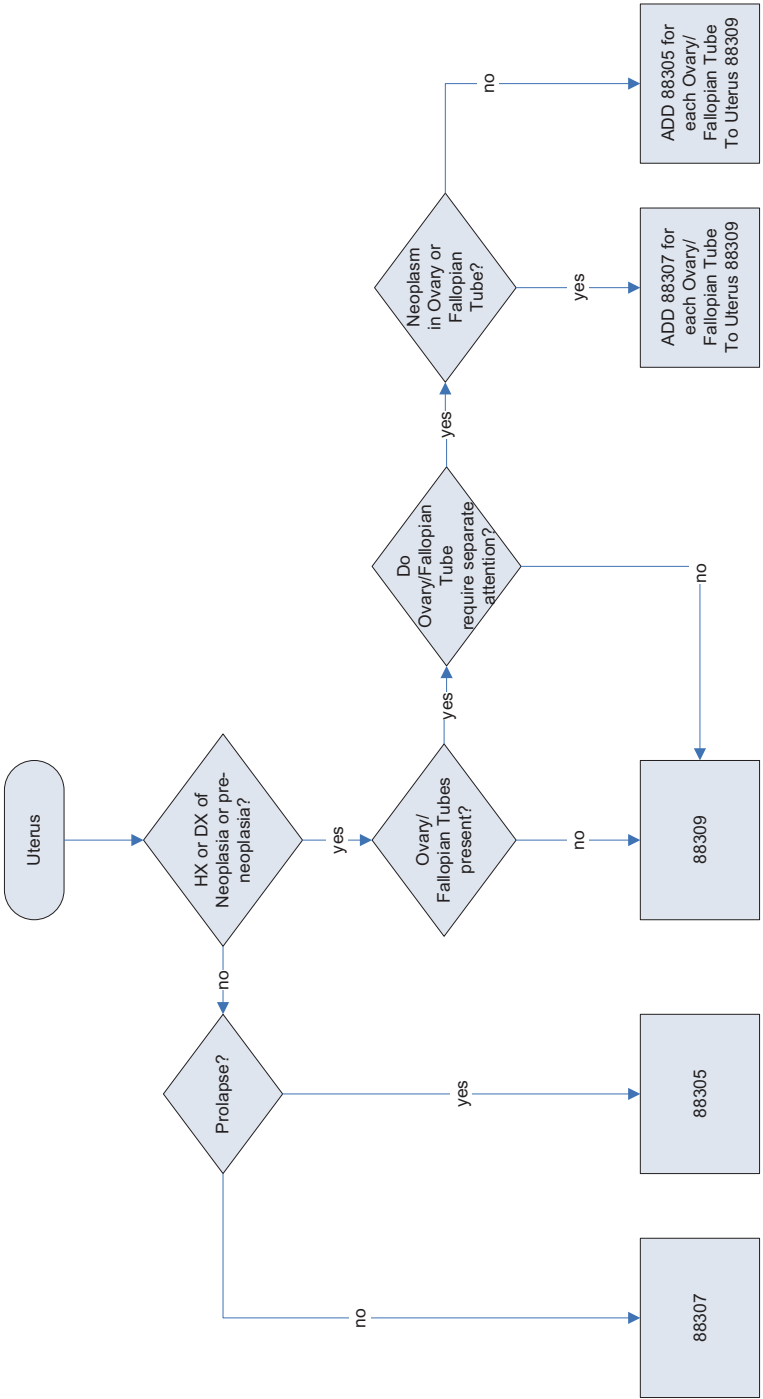 Uterus
HX or DX of
Neoplasia or pre-
neoplasia?
no
yes
Prolapse?
no
yes
Ovary/
Fallopian Tubes
present?
yes
no
Do
Ovary/Fallopian
Tube
require separate
attention?
yes
no
Neoplasm
in Ovary or
Fallopian
Tube?
no
yes
88307
88305
88309
ADD 88307 for
each Ovary/
Fallopian Tube
To Uterus 88309
ADD 88305 for
each Ovary/
Fallopian Tube
To Uterus 88309